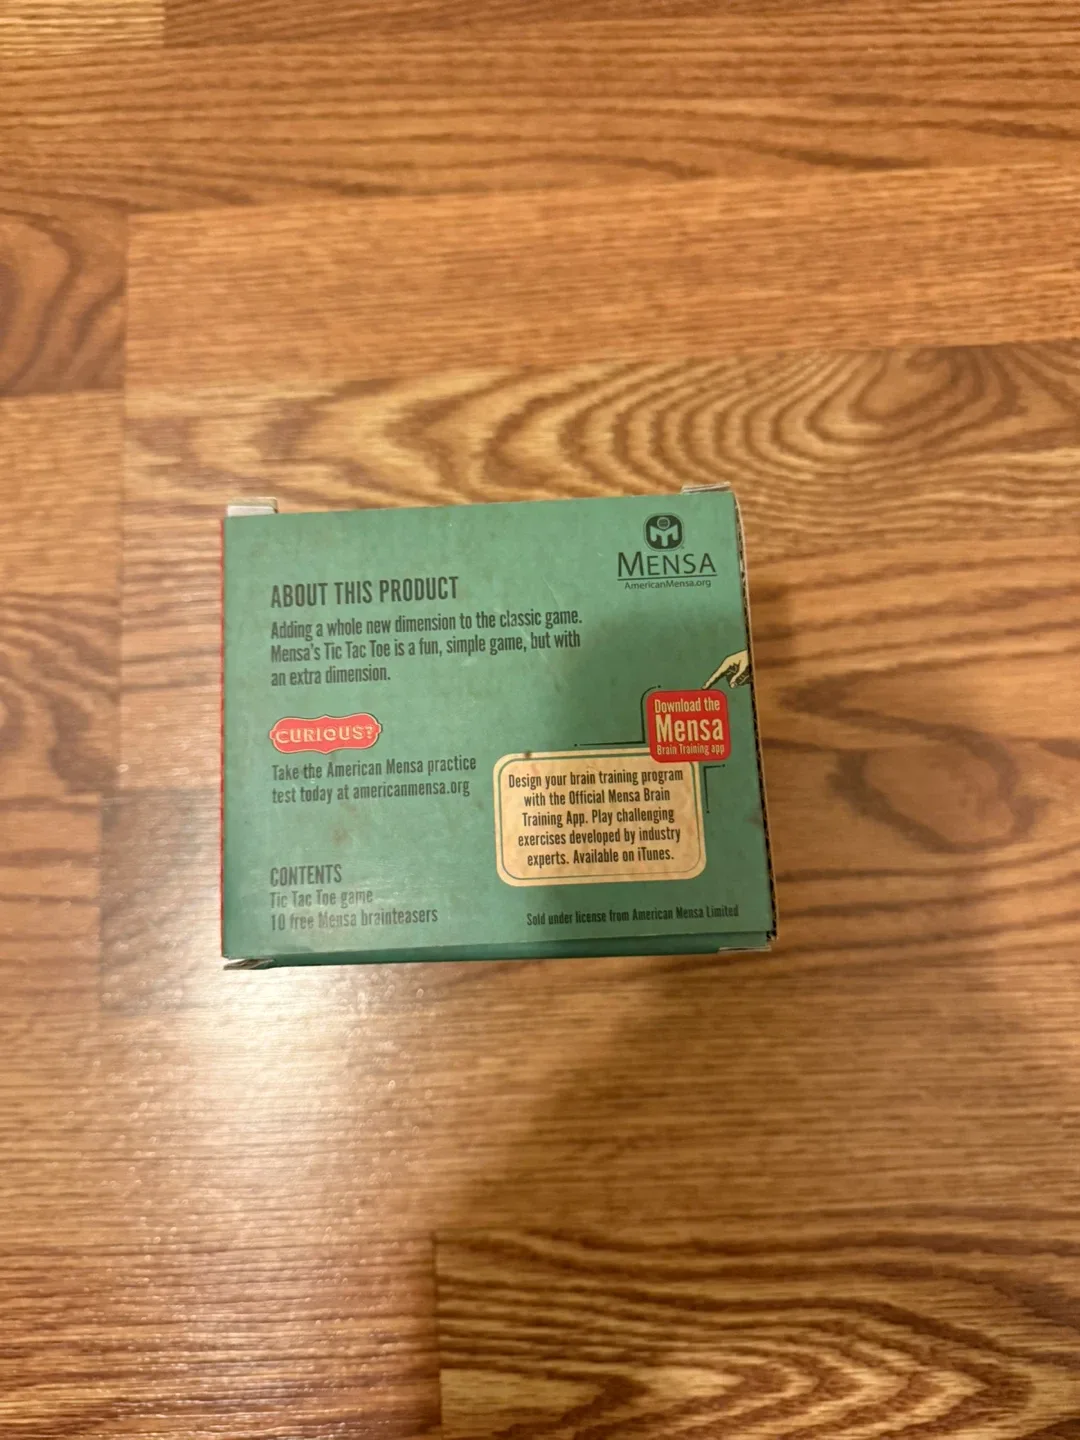 MENSA
AmericanMensa.org
ABOUT THIS PRODUCT
Adding a whole new dimension to the classic game.
Mensa's Tic Tac Toe is a fun, simple game, but with
an extra dimension.
CURIOUS?
Take the American Mensa practice
test today at americanmensa.org
Download the
Mensa
Brain Training app
Design your brain training program
with the Official Mensa Brain
Training App. Play challenging
exercises developed by industry
experts. Available on iTunes.
CONTENTS
Tic Tac Toe game
10 free Mensa brainteasers
Sold under license from American Mensa Limited